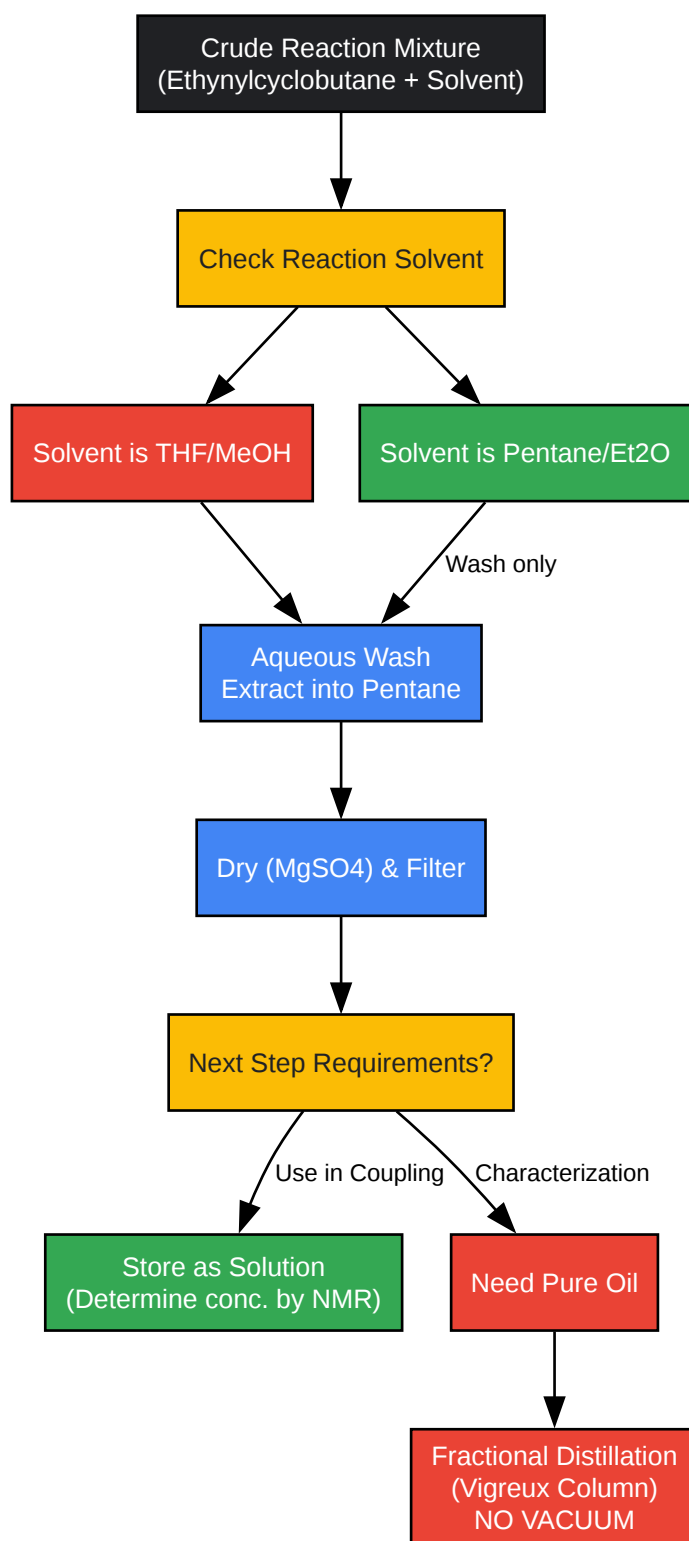 Crude Reaction Mixture
(Ethynylcyclobutane + Solvent)
Check Reaction Solvent
Solvent is THF/MeOH
Solvent is Pentane/Et2O
Wash only
Aqueous Wash
Extract into Pentane
Dry (MgSO4) & Filter
Next Step Requirements?
Use in Coupling
Characterization
Store as Solution
(Determine conc. by NMR)
Need Pure Oil
Fractional Distillation
(Vigreux Column)
NO VACUUM